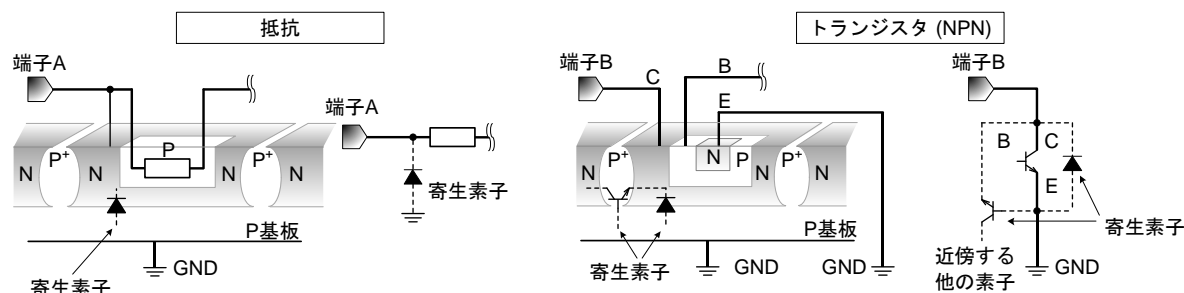 抵抗
トランジスタ (NPN)
端子A
端子A
P
N
P+
N
N
P+
N
寄生素子
P基板
GND
寄生素子
端子B
C
B
E
N
P+
N
N
P
N
P+
N
P基板
寄生素子
GND
GND
端子B
B
C
E
寄生素子
近傍する
他の素子
GND